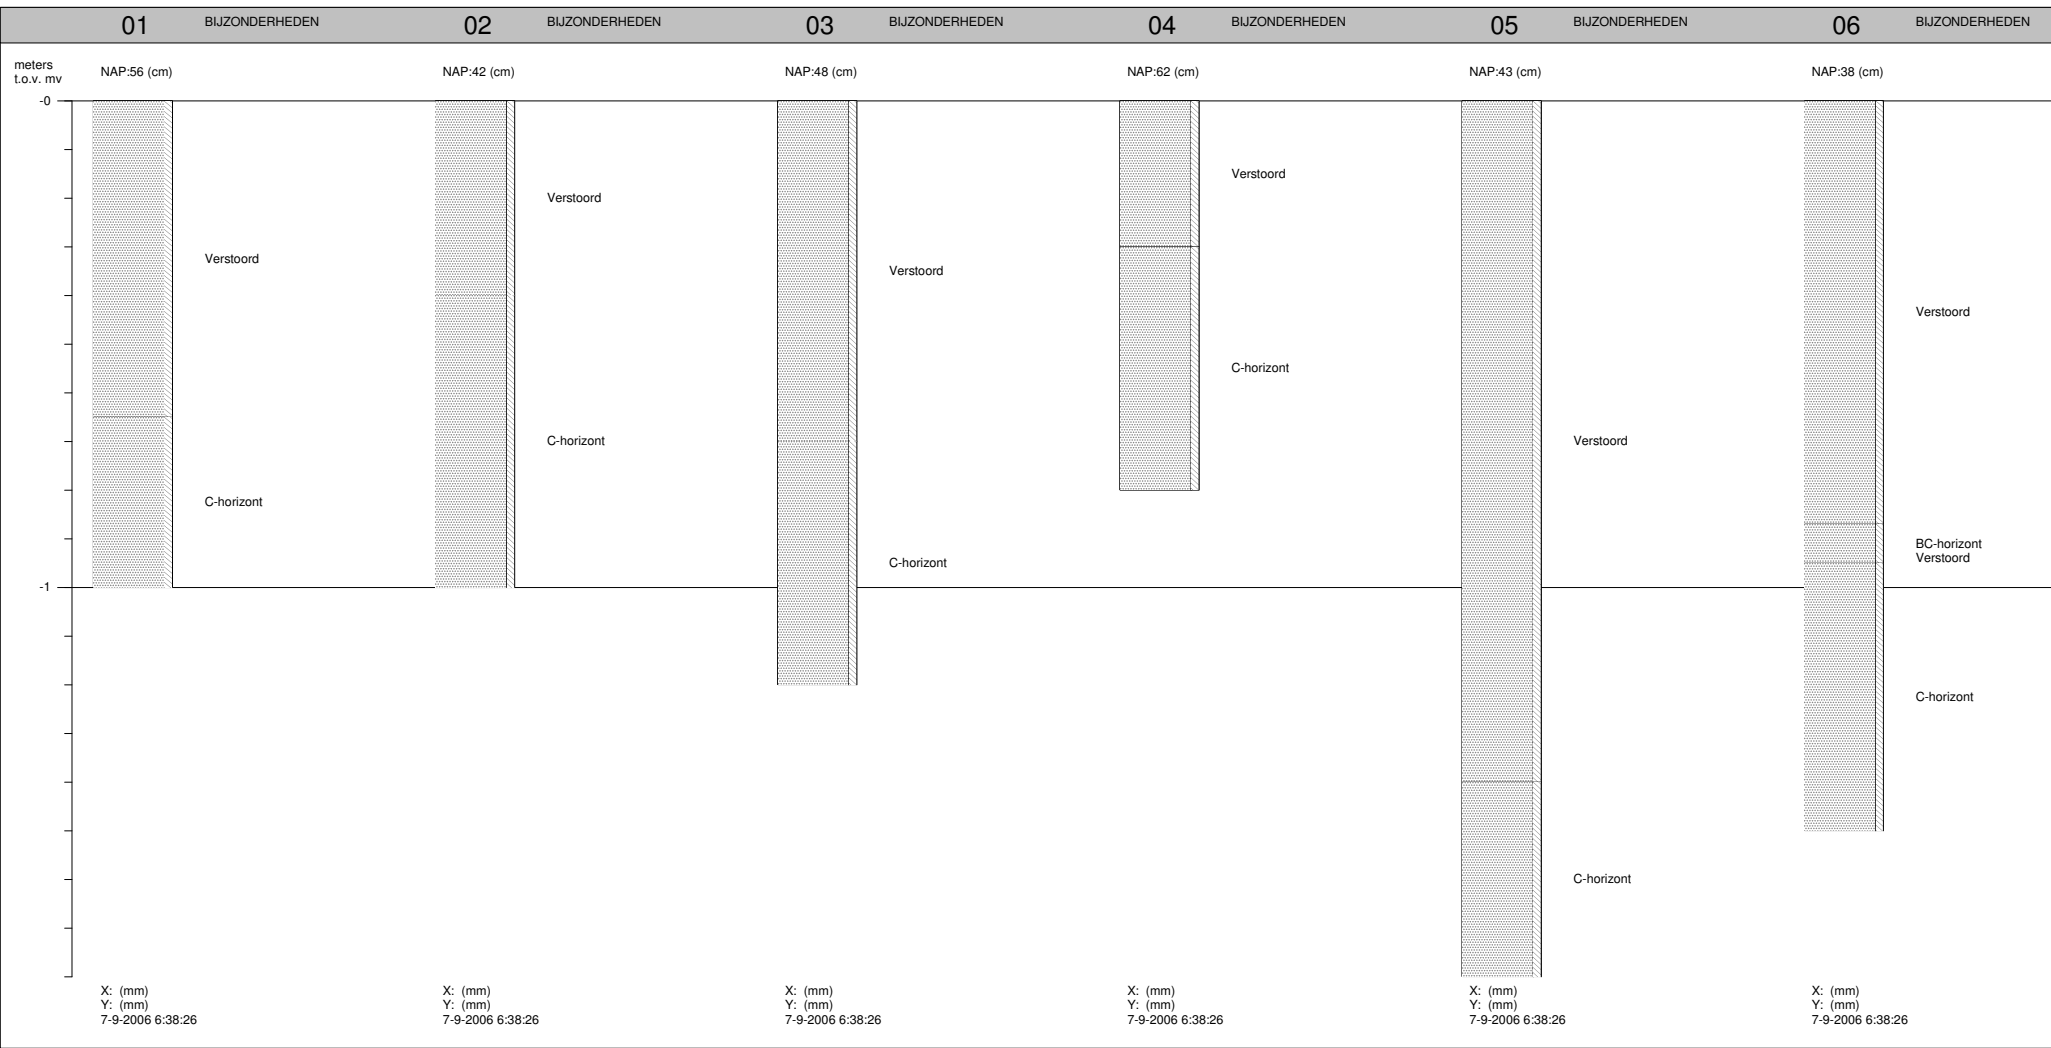 01 BIJZONDERHEDEN 02 BIJZONDERHEDEN 03 BIJZONDERHEDEN 04 BIJZONDERHEDEN 05 BIJZONDERHEDEN 06 BIJZONDERHEDEN
meters
t.o.v. mv
NAP:56 (cm) NAP:42 (cm) NAP:48 (cm) NAP:62 (cm) NAP:43 (cm) NAP:38 (cm)
-0
Verstoord
Verstoord
Verstoord
Verstoord
Verstoord
C-horizont
C-horizont Verstoord
C-horizont
BC-horizont
Verstoord
C-horizont
-1
C-horizont
C-horizont
X: (mm) X: (mm) X: (mm) X: (mm) X: (mm) X: (mm)
Y: (mm) Y: (mm) Y: (mm) Y: (mm) Y: (mm) Y: (mm)
7-9-2006 6:38:26 7-9-2006 6:38:26 7-9-2006 6:38:26 7-9-2006 6:38:26 7-9-2006 6:38:26 7-9-2006 6:38:26